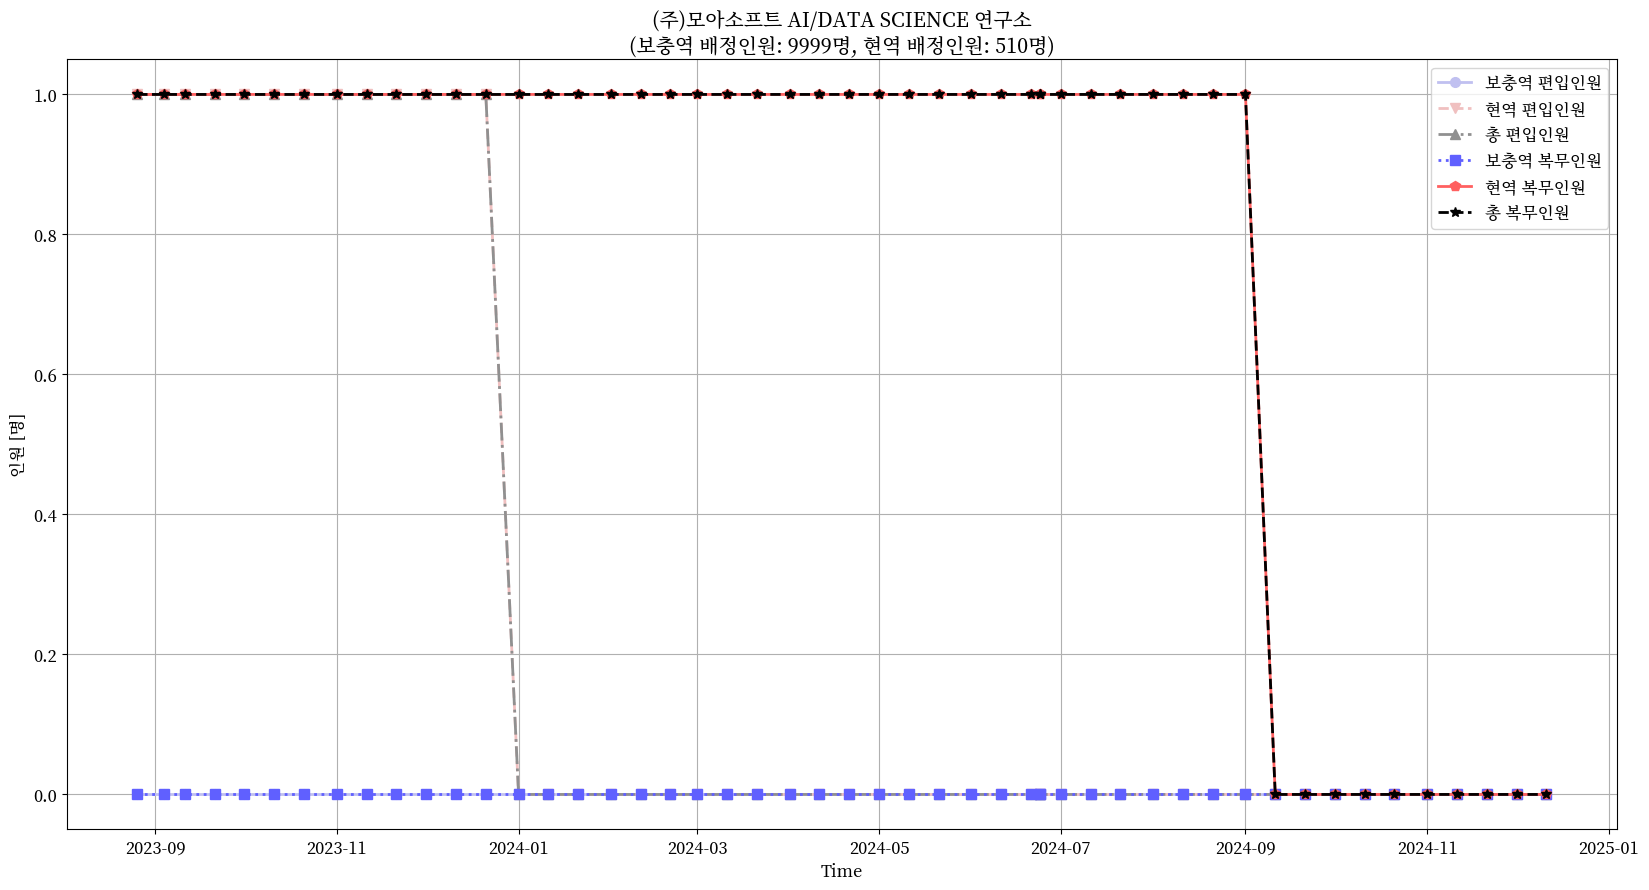 (주)모아소프트 AI/DATA SCIENCE 연구소
(보충역 배정인원: 9999명, 현역 배정인원: 510명)
보충역 편입인원
현역 편입인원
총 편입인원
보충역 복무인원
현역 복무인원
총 복무인원
인원 [명]
1.0
0.8
0.6
0.4
0.2
0.0
2023-09 2023-11 2024-01 2024-03 2024-05 2024-07 2024-09 2024-11 2025-01
Time